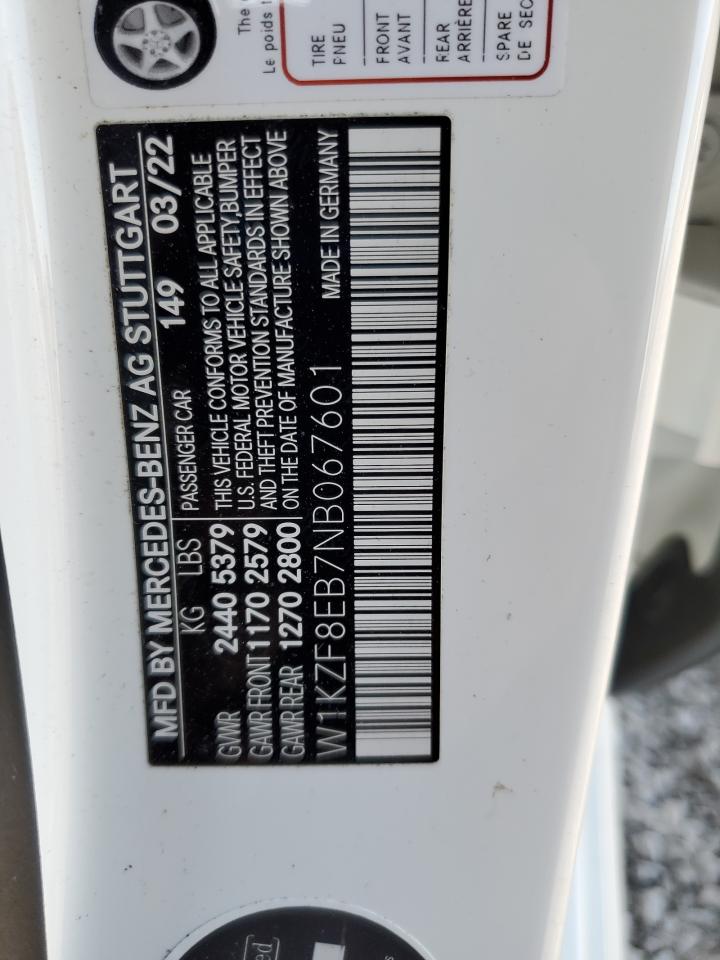 The
Le poids
TIRE
PNEU
FRONT
AVANT
REAR
ARRIÈRE
SPARE
DE SEC
MFD BY MERCEDES-BENZ AG STUTTGART
KG LBS 149 03/22
PASSENGER CAR
GVWR 2440 5379 THIS VEHICLE CONFORMS TO ALL APPLICABLE
GAWR FRONT 1170 2579 U.S. FEDERAL MOTOR VEHICLE SAFETY, BUMPER
AND THEFT PREVENTION STANDARDS IN EFFECT
GAWR REAR 1270 2800 ON THE DATE OF MANUFACTURE SHOWN ABOVE
W1KZF8EB7NB067601 MADE IN GERMANY